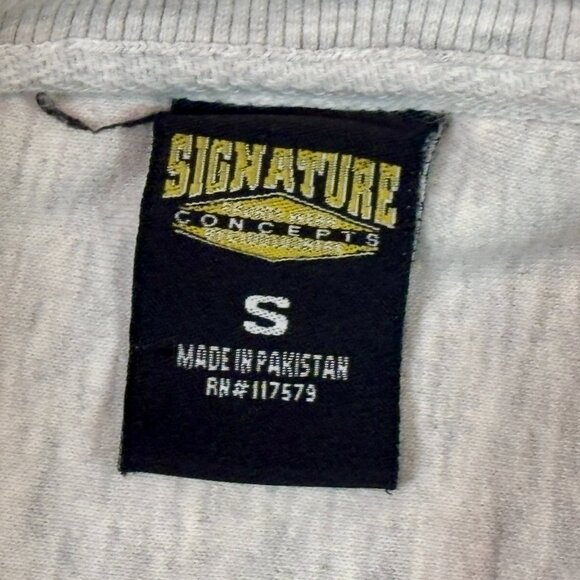 SIGNATURE
CONCEPTS
S
MADE IN PAKISTAN
RN#117579